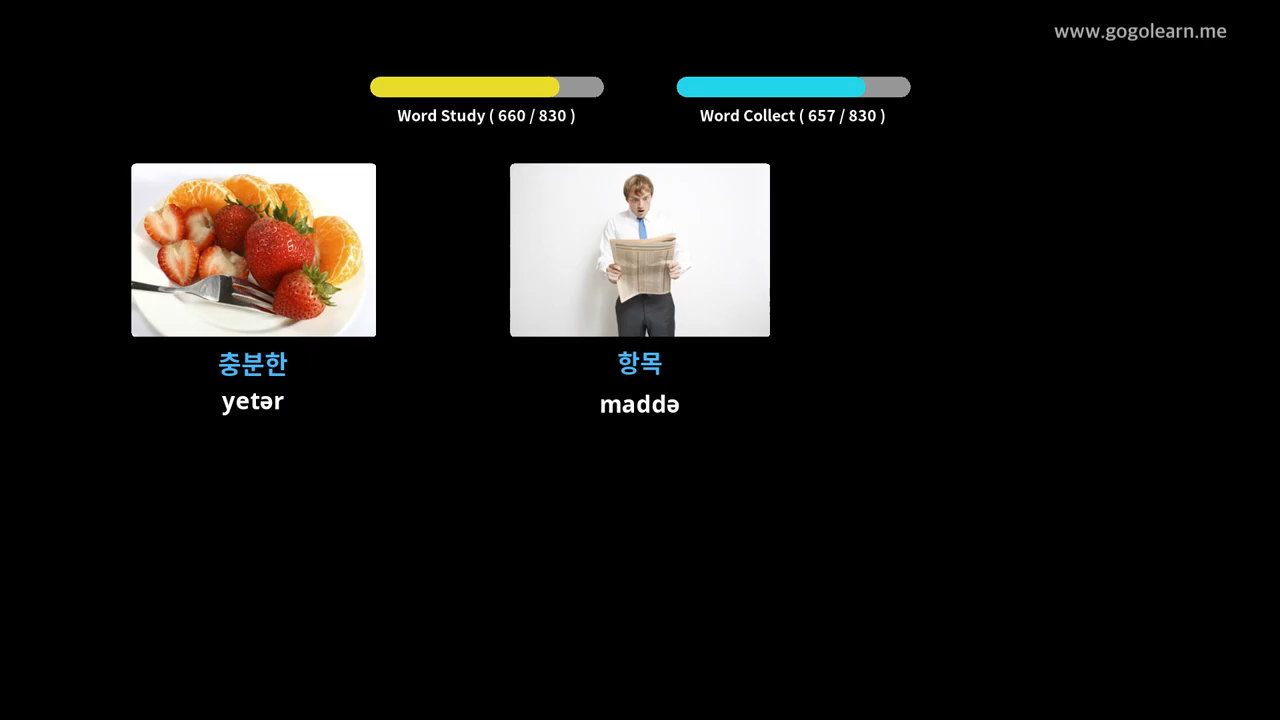 www.gogolearn.me
Word Study ( 660 / 830 )
Word Collect ( 657 / 830 )
충분한
yetər
항목
maddə